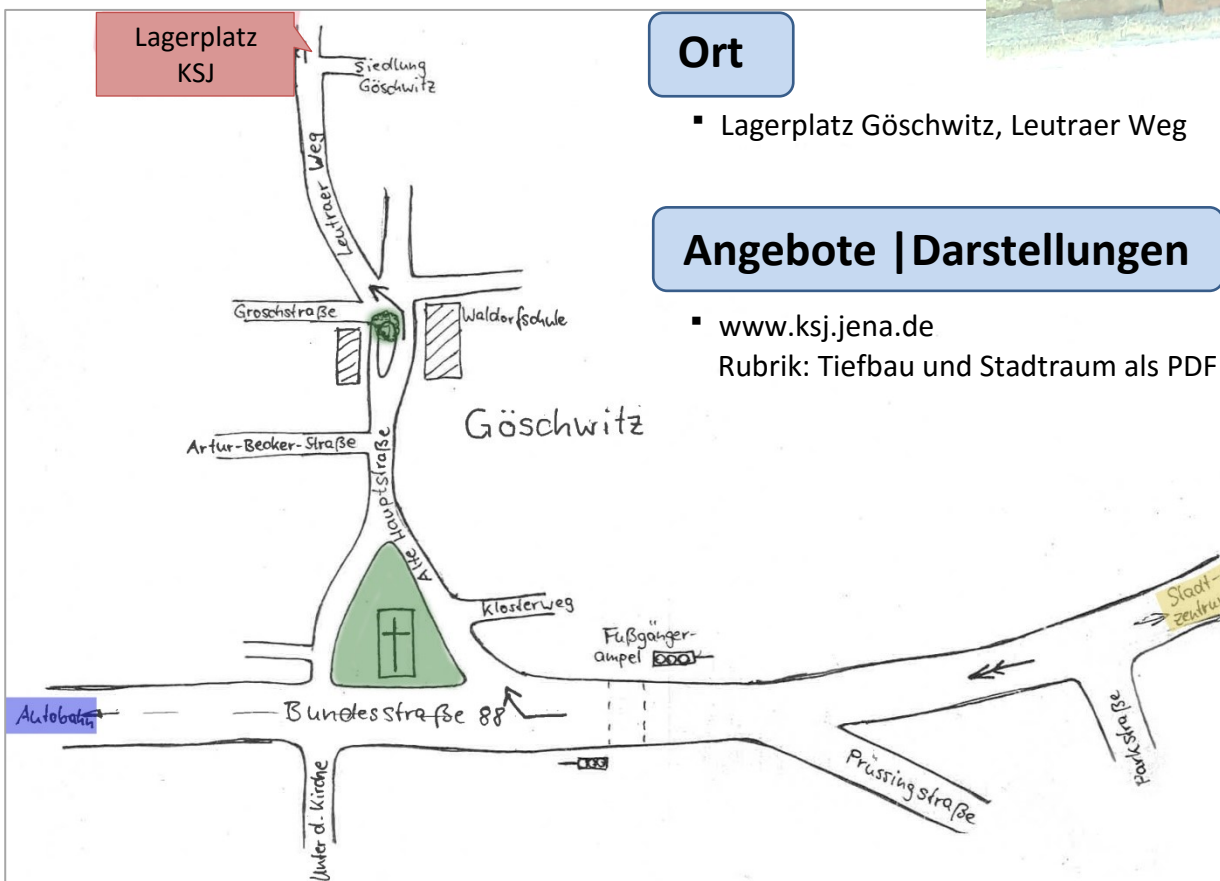 Lagerplatz
KSJ
Siedlung
Göschwitz
Ort
▪ Lagerplatz Göschwitz, Leutraer Weg
Leutraer Weg
Angebote |Darstellungen
Groschstraße
Waldorfschule
▪ www.ksj.jena.de
Rubrik: Tiefbau und Stadtraum als PDF
Göschwitz
Artur-Becker-Straße
Alte Hauptstraße
Klosterweg
Fußgänger-
ampel
Stadt-
zentrum
Autobahn
Bundesstraße 88
Parkstraße
Prüssingstraße
Unter d. Kirche